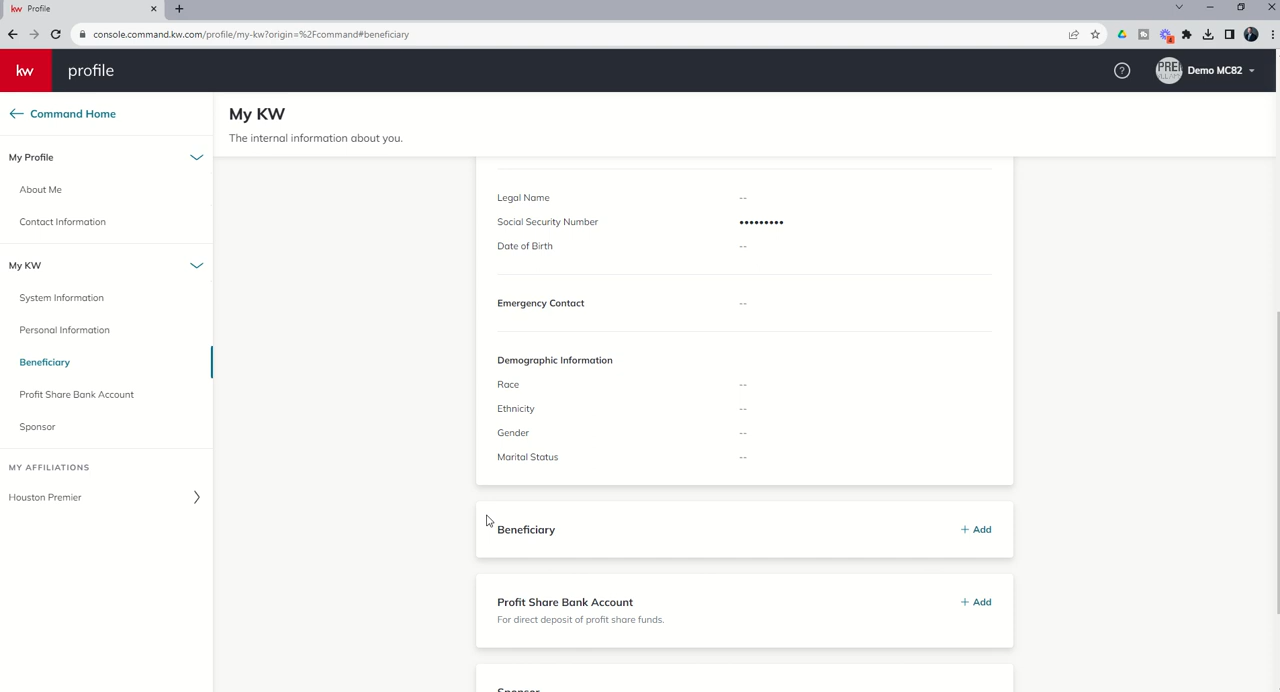 kw Profile
console.command.kw.com/profile/my-kw?origin=%2Fcommand#beneficiary
kw profile
PREM
Demo MC82
Command Home
My KW
The internal information about you.
My Profile
About Me
Contact Information
My KW
System Information
Personal Information
Beneficiary
Profit Share Bank Account
Sponsor
MY AFFILIATIONS
Houston Premier
Legal Name --
Social Security Number •••••••••
Date of Birth --
Emergency Contact --
Demographic Information
Race --
Ethnicity --
Gender --
Marital Status --
Beneficiary + Add
Profit Share Bank Account + Add
For direct deposit of profit share funds.
Sponsor